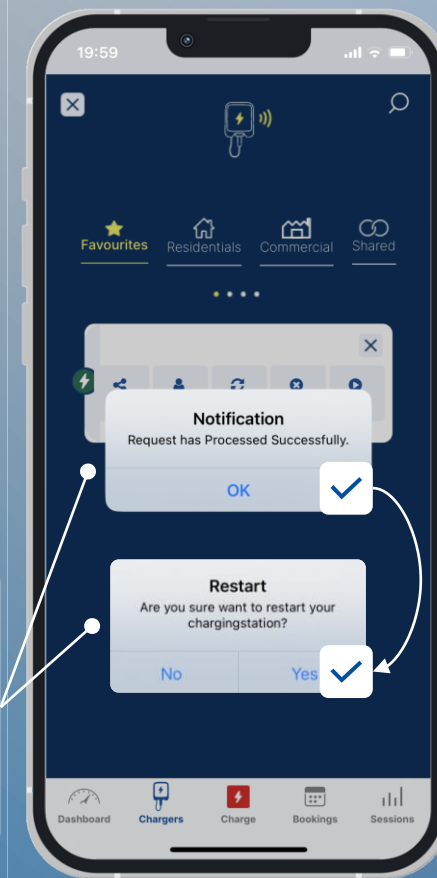 19:59
Favourites
Residentials
Commercial
Shared
Notification
Request has Processed Successfully.
OK
Restart
Are you sure want to restart your
chargingstation?
No Yes
Dashboard Chargers Charge Bookings Sessions